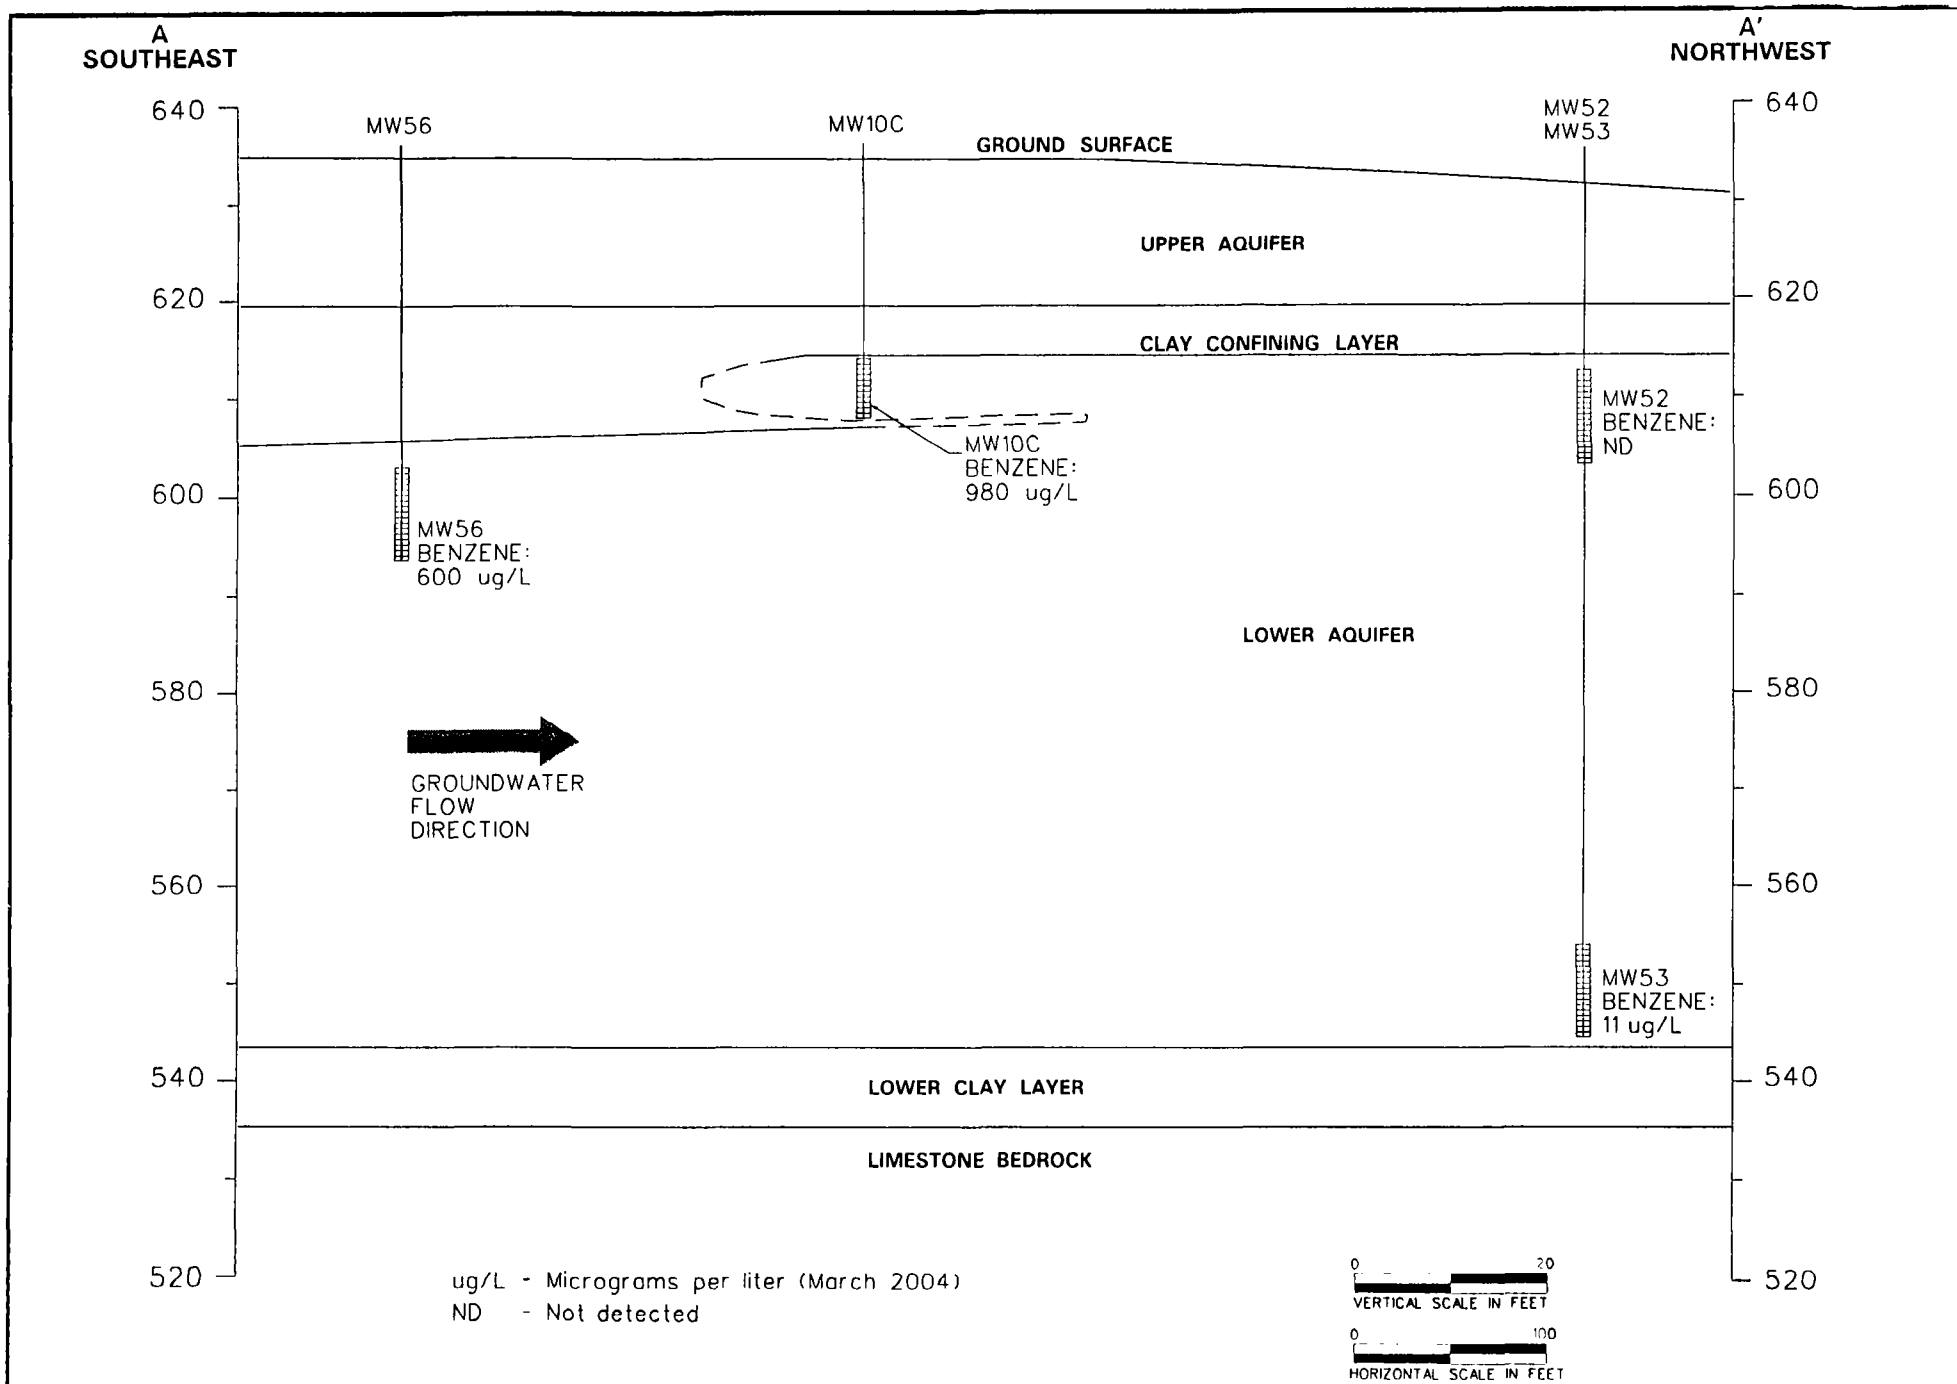 A
SOUTHEAST
A'
NORTHWEST
640
620
600
580
560
540
520
640
620
600
580
560
540
520
MW56
MW10C
MW52
MW53
GROUND SURFACE
UPPER AQUIFER
CLAY CONFINING LAYER
MW52
BENZENE:
ND
MW10C
BENZENE:
980 ug/L
MW56
BENZENE:
600 ug/L
LOWER AQUIFER
GROUNDWATER
FLOW
DIRECTION
MW53
BENZENE:
11 ug/L
LOWER CLAY LAYER
LIMESTONE BEDROCK
ug/L - Micrograms per liter (March 2004)
ND - Not detected
0 20
VERTICAL SCALE IN FEET
0 100
HORIZONTAL SCALE IN FEET